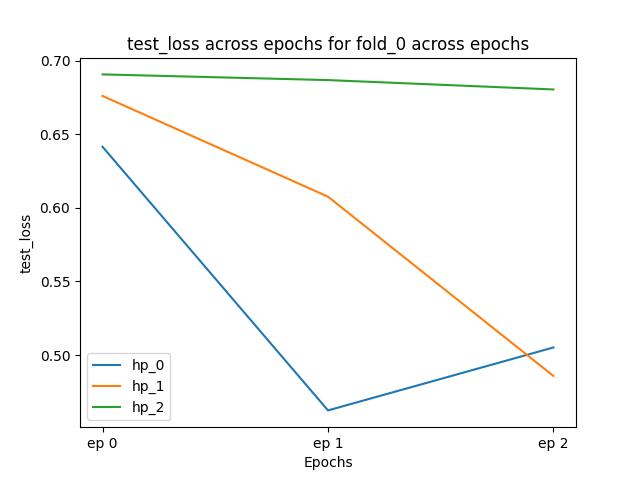 test_loss across epochs for fold_0 across epochs
0.70
0.65
0.60
0.55
0.50
test_loss
hp_0
hp_1
hp_2
ep 0
ep 1
ep 2
Epochs